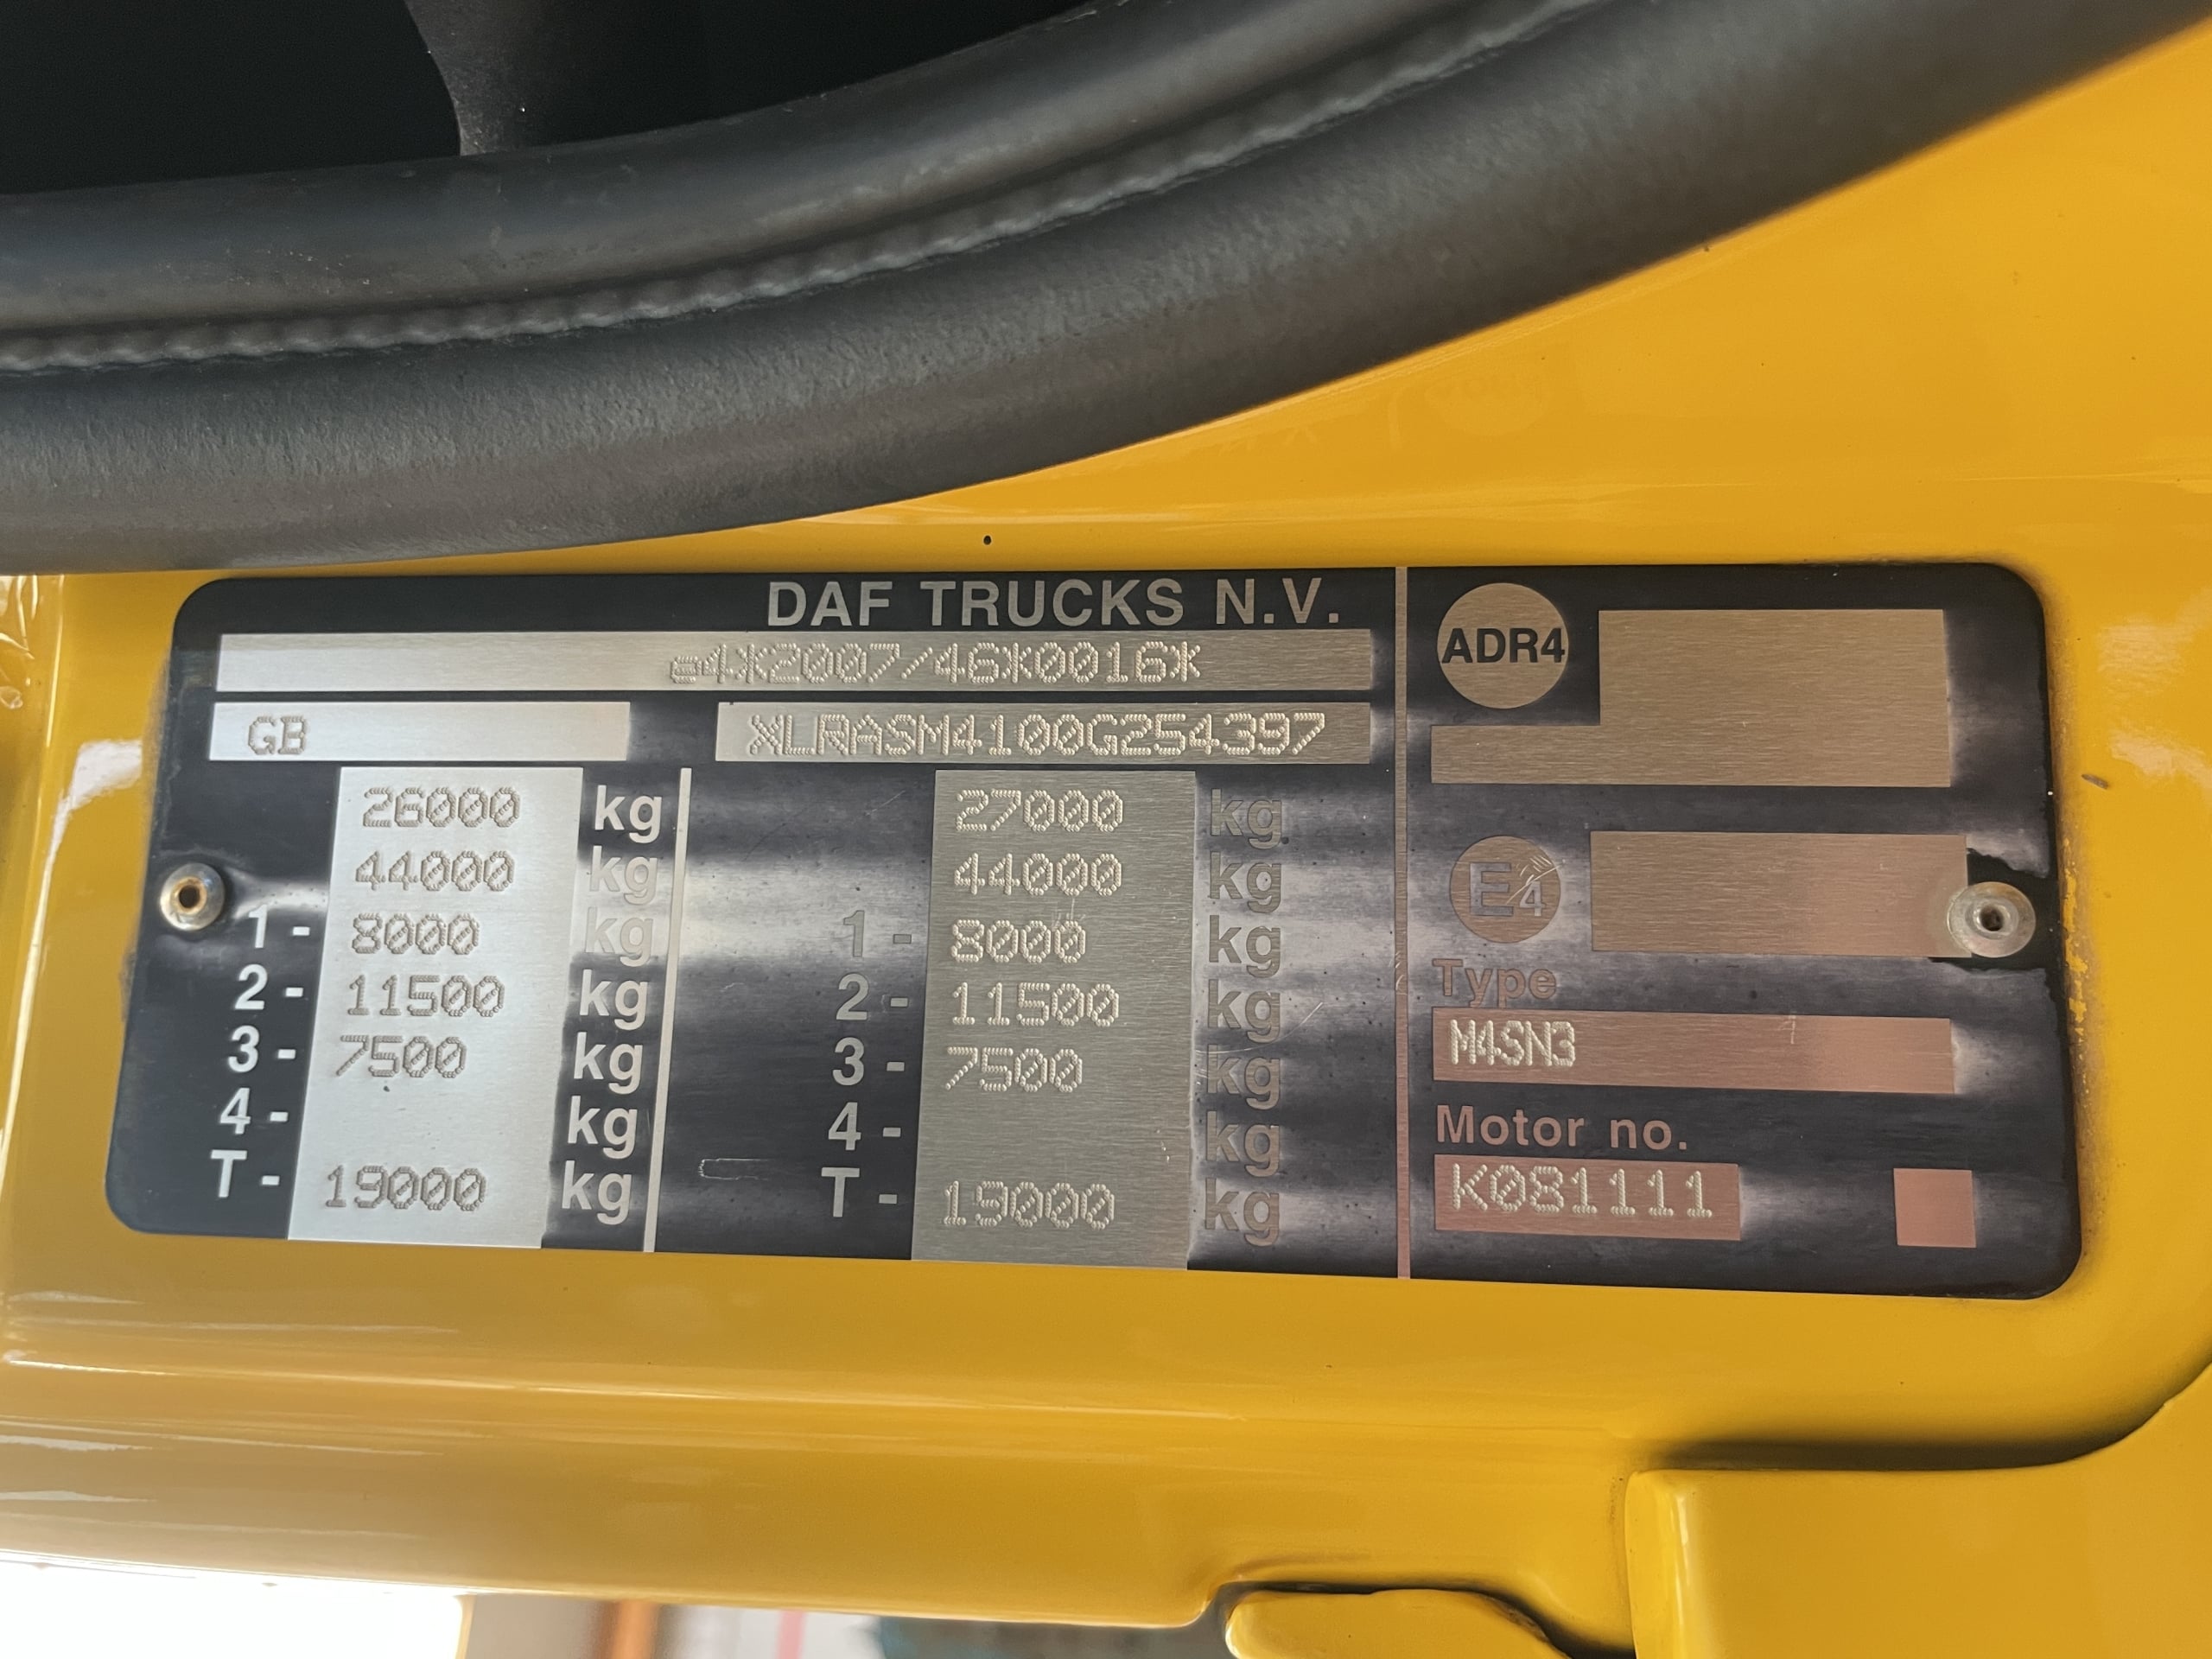 DAF TRUCKS N.V.
e4*2007/46*0016*
GB XLRASM4100G254397
26000 kg 27000 kg
44000 kg 44000 kg
1- 8000 kg 1- 8000 kg
2- 11500 kg 2- 11500 kg
3- 7500 kg 3- 7500 kg
4- kg 4- kg
T- 19000 kg T- 19000 kg
ADR4
E4
Type
M4SN3
Motor no.
K081111